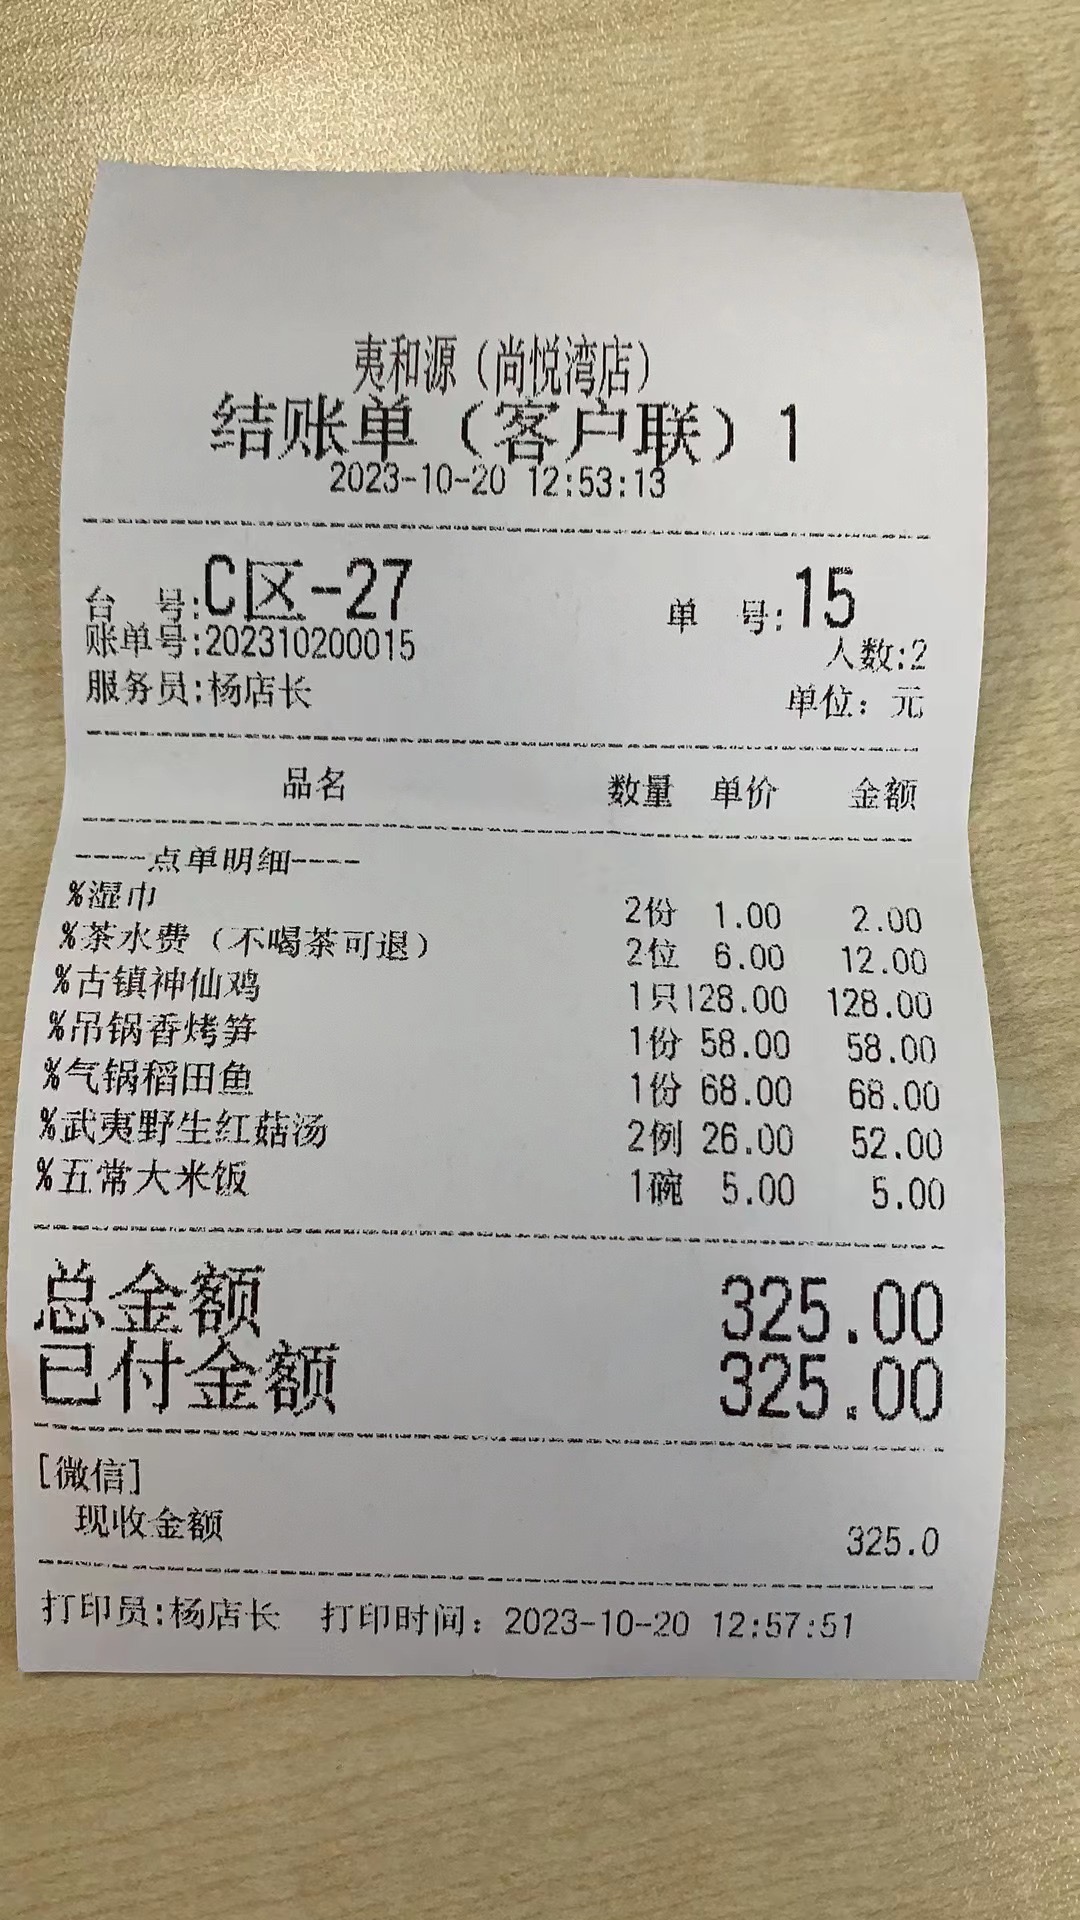 夷和源（尚悦湾店）
结账单（客户联）1
2023-10-20 12:53:13
台 号:C区-27 单 号:15
账单号:202310200015 人数:2
服务员:杨店长 单位：元
品名 数量 单价 金额
----点单明细----
%湿巾 2份 1.00 2.00
%茶水费（不喝茶可退） 2位 6.00 12.00
%古镇神仙鸡 1只128.00 128.00
%吊锅香烤笋 1份 58.00 58.00
%气锅稻田鱼 1份 68.00 68.00
%武夷野生红菇汤 2例 26.00 52.00
%五常大米饭 1碗 5.00 5.00
总金额 325.00
已付金额 325.00
[微信]
现收金额 325.0
打印员:杨店长 打印时间：2023-10-20 12:57:51